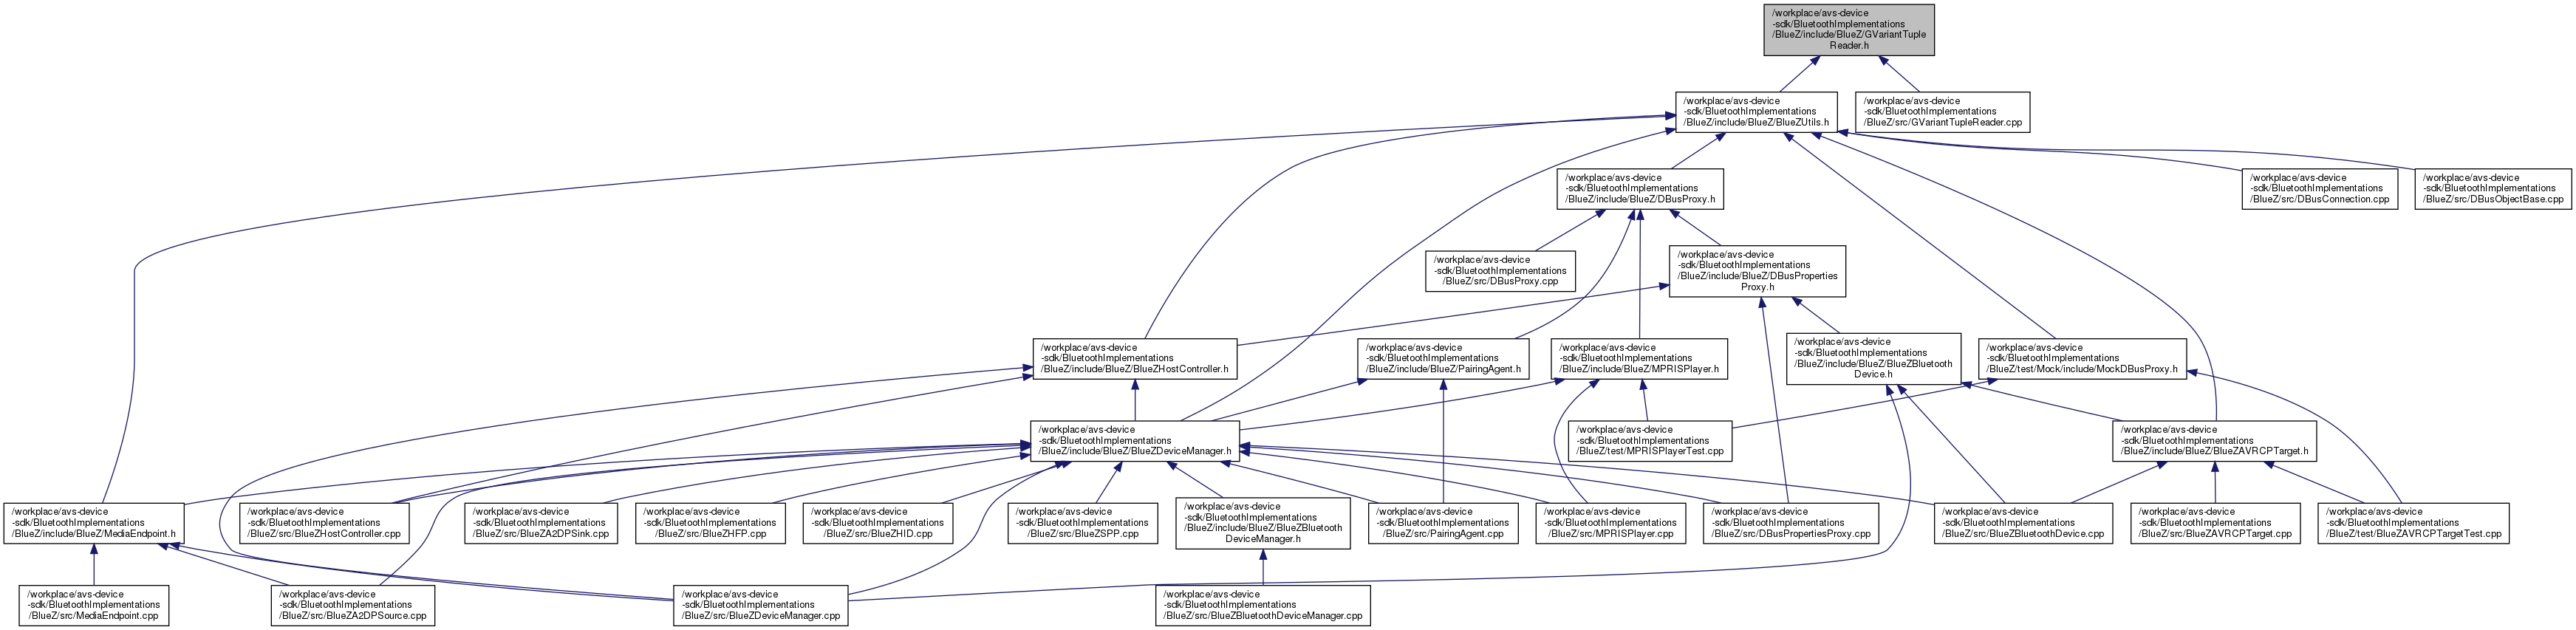 /workplace/avs-device
-sdk/BluetoothImplementations
/BlueZ/include/BlueZ/GVariantTuple
Reader.h
/workplace/avs-device
-sdk/BluetoothImplementations
/BlueZ/include/BlueZ/BlueZUtils.h
/workplace/avs-device
-sdk/BluetoothImplementations
/BlueZ/src/GVariantTupleReader.cpp
/workplace/avs-device
-sdk/BluetoothImplementations
/BlueZ/include/BlueZ/DBusProxy.h
/workplace/avs-device
-sdk/BluetoothImplementations
/BlueZ/src/DBusConnection.cpp
/workplace/avs-device
-sdk/BluetoothImplementations
/BlueZ/src/DBusObjectBase.cpp
/workplace/avs-device
-sdk/BluetoothImplementations
/BlueZ/src/DBusProxy.cpp
/workplace/avs-device
-sdk/BluetoothImplementations
/BlueZ/include/BlueZ/DBusProperties
Proxy.h
/workplace/avs-device
-sdk/BluetoothImplementations
/BlueZ/include/BlueZ/BlueZHostController.h
/workplace/avs-device
-sdk/BluetoothImplementations
/BlueZ/include/BlueZ/PairingAgent.h
/workplace/avs-device
-sdk/BluetoothImplementations
/BlueZ/include/BlueZ/MPRISPlayer.h
/workplace/avs-device
-sdk/BluetoothImplementations
/BlueZ/include/BlueZ/BlueZBluetooth
Device.h
/workplace/avs-device
-sdk/BluetoothImplementations
/BlueZ/test/Mock/include/MockDBusProxy.h
/workplace/avs-device
-sdk/BluetoothImplementations
/BlueZ/include/BlueZ/BlueZDeviceManager.h
/workplace/avs-device
-sdk/BluetoothImplementations
/BlueZ/test/MPRISPlayerTest.cpp
/workplace/avs-device
-sdk/BluetoothImplementations
/BlueZ/include/BlueZ/BlueZAVRCPTarget.h
/workplace/avs-device
-sdk/BluetoothImplementations
/BlueZ/include/BlueZ/MediaEndpoint.h
/workplace/avs-device
-sdk/BluetoothImplementations
/BlueZ/src/BlueZHostController.cpp
/workplace/avs-device
-sdk/BluetoothImplementations
/BlueZ/src/BlueZA2DPSink.cpp
/workplace/avs-device
-sdk/BluetoothImplementations
/BlueZ/src/BlueZHFP.cpp
/workplace/avs-device
-sdk/BluetoothImplementations
/BlueZ/src/BlueZHID.cpp
/workplace/avs-device
-sdk/BluetoothImplementations
/BlueZ/src/BlueZSPP.cpp
/workplace/avs-device
-sdk/BluetoothImplementations
/BlueZ/include/BlueZ/BlueZBluetooth
DeviceManager.h
/workplace/avs-device
-sdk/BluetoothImplementations
/BlueZ/src/PairingAgent.cpp
/workplace/avs-device
-sdk/BluetoothImplementations
/BlueZ/src/MPRISPlayer.cpp
/workplace/avs-device
-sdk/BluetoothImplementations
/BlueZ/src/DBusPropertiesProxy.cpp
/workplace/avs-device
-sdk/BluetoothImplementations
/BlueZ/src/BlueZBluetoothDevice.cpp
/workplace/avs-device
-sdk/BluetoothImplementations
/BlueZ/src/BlueZAVRCPTarget.cpp
/workplace/avs-device
-sdk/BluetoothImplementations
/BlueZ/test/BlueZAVRCPTargetTest.cpp
/workplace/avs-device
-sdk/BluetoothImplementations
/BlueZ/src/MediaEndpoint.cpp
/workplace/avs-device
-sdk/BluetoothImplementations
/BlueZ/src/BlueZA2DPSource.cpp
/workplace/avs-device
-sdk/BluetoothImplementations
/BlueZ/src/BlueZDeviceManager.cpp
/workplace/avs-device
-sdk/BluetoothImplementations
/BlueZ/src/BlueZBluetoothDeviceManager.cpp